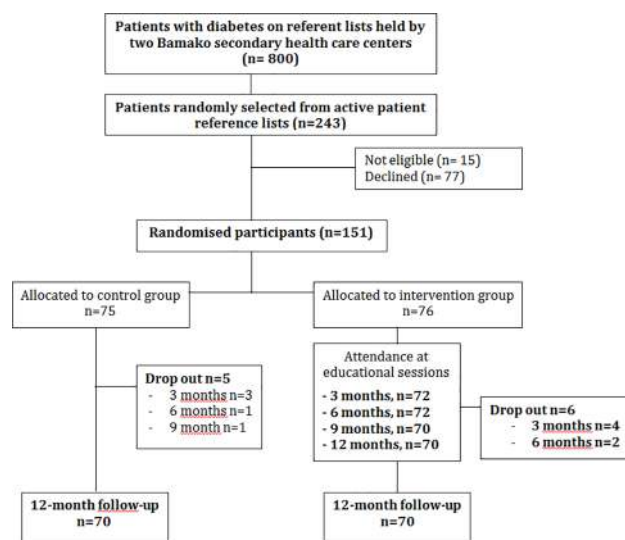 Patients with diabetes on referent lists held by
two Bamako secondary health care centers
(n= 800)
Patients randomly selected from active patient
reference lists (n=243)
Not eligible (n= 15)
Declined (n= 77)
Randomised participants (n=151)
Allocated to control group
n=75
Allocated to intervention group
n=76
Drop out n=5
- 3 months n=3
- 6 months n=1
- 9 month n=1
Attendance at
educational sessions
- 3 months, n=72
- 6 months, n=72
- 9 months, n=70
- 12 months, n=70
Drop out n=6
- 3 months n=4
- 6 months n=2
12-month follow-up
n=70
12-month follow-up
n=70